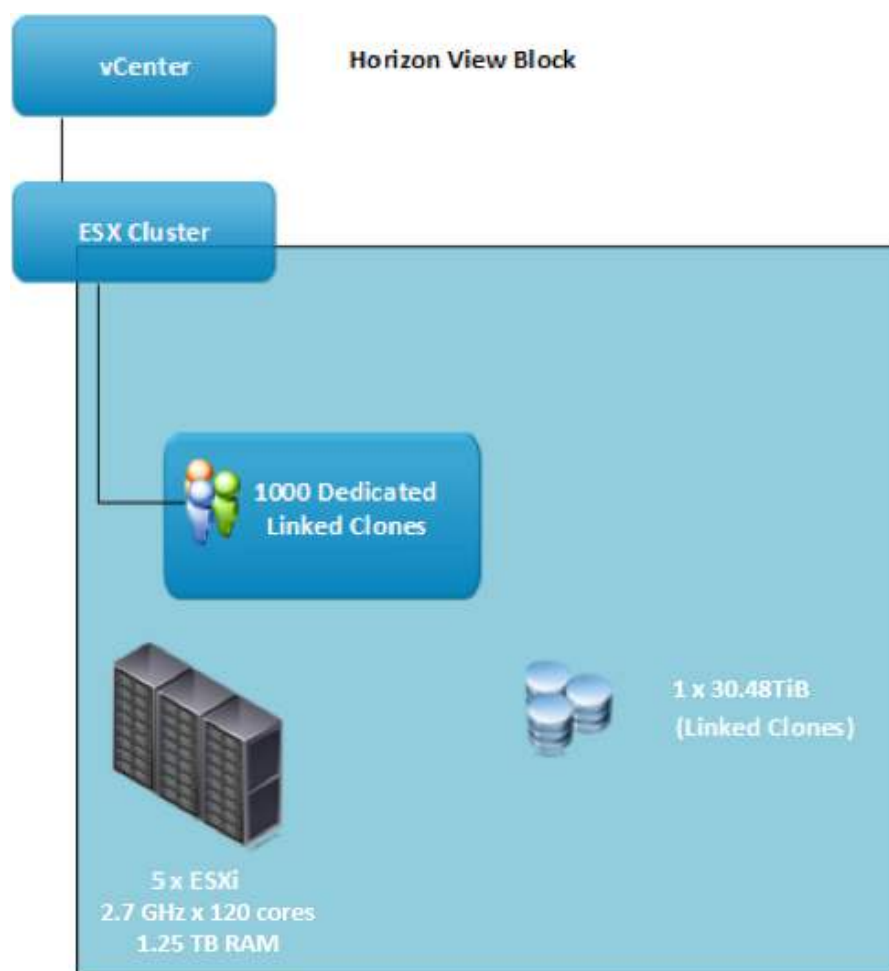 vCenter
Horizon View Block
ESX Cluster
1000 Dedicated
Linked Clones
1 x 30.48TiB
(Linked Clones)
5 x ESXi
2.7 GHz x 120 cores
1.25 TB RAM